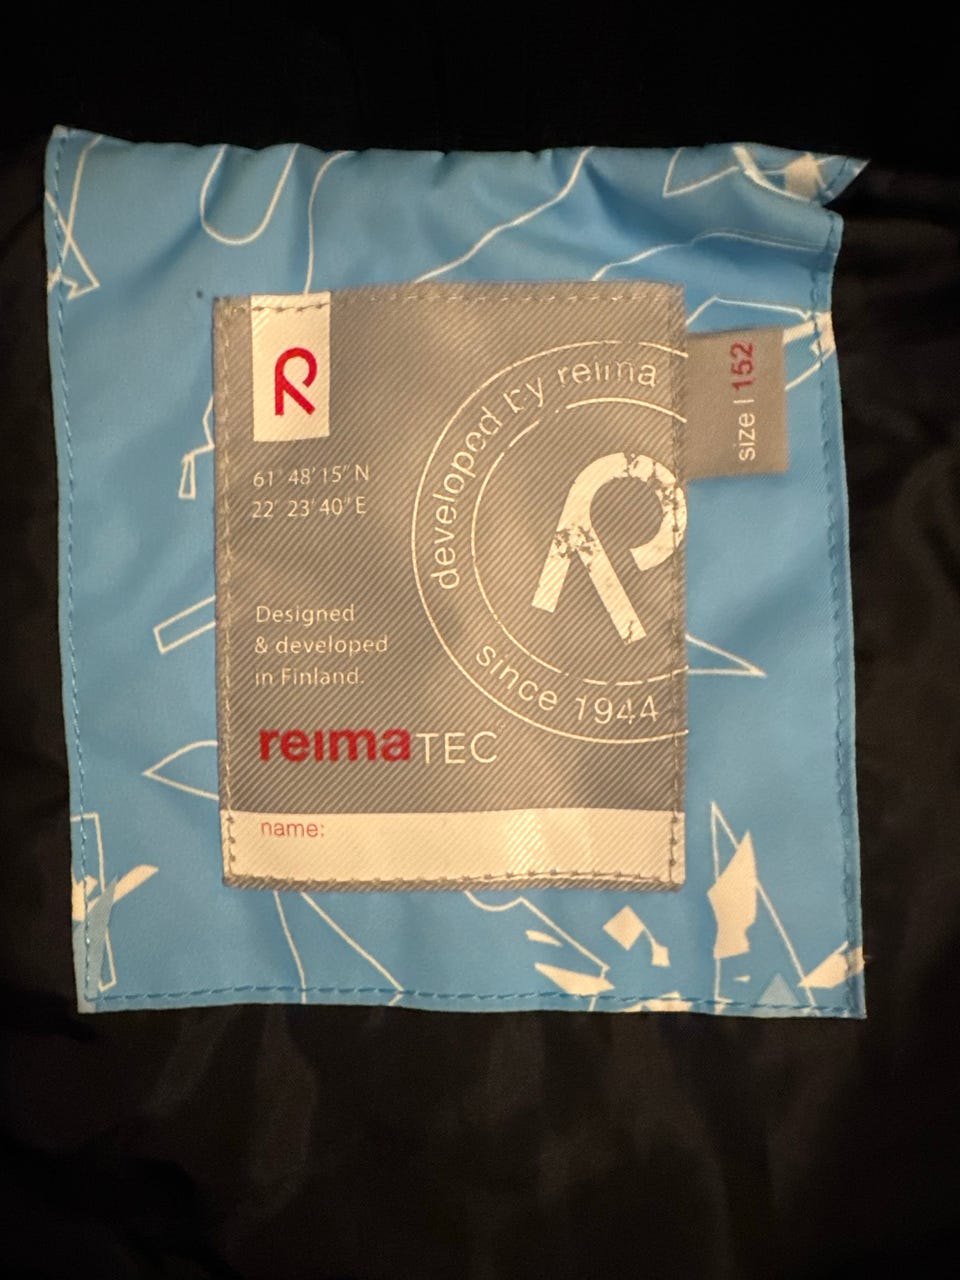 R
61° 48' 15" N
22° 23' 40" E
Designed
& developed
in Finland.
reimaTEC
name:
developed by reima
since 1944
R
size | 152